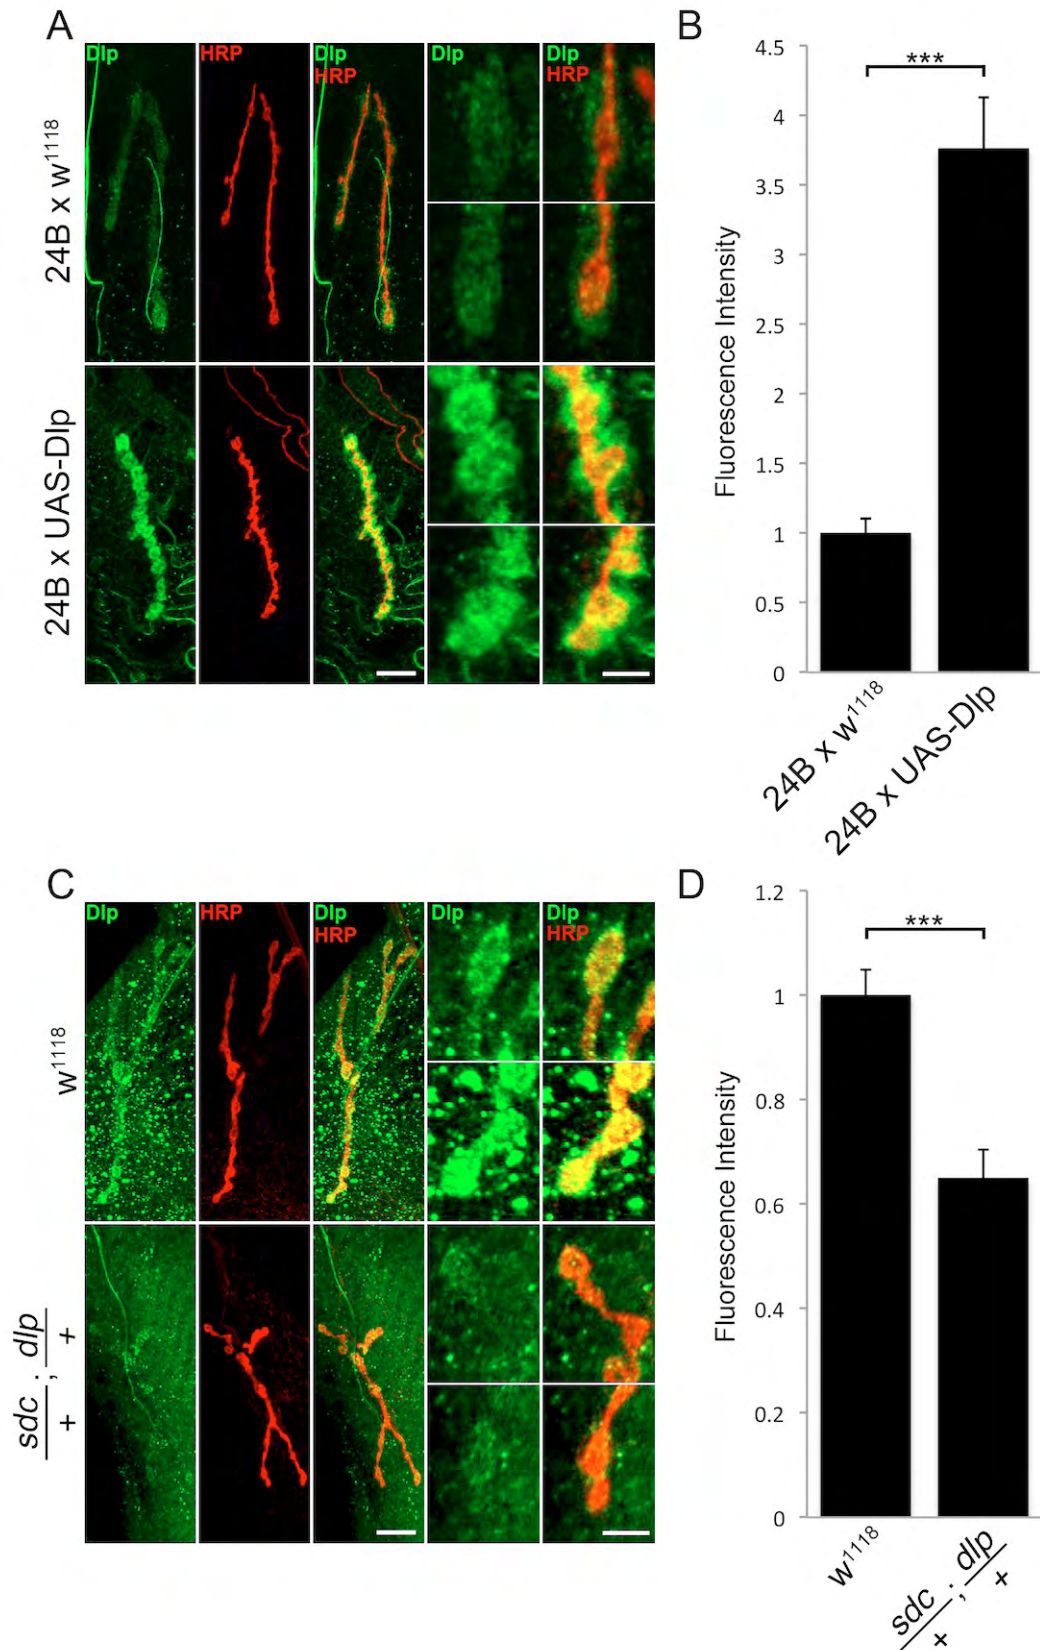 A
Dlp
HRP
Dlp
HRP
Dlp
Dlp
HRP
24B x w¹¹¹⁸
24B x UAS-Dlp
B
4.5
4
3.5
3
2.5
2
1.5
1
0.5
0
Fluorescence Intensity
***
24B x w¹¹¹⁸
24B x UAS-Dlp
C
Dlp
HRP
Dlp
HRP
Dlp
Dlp
HRP
w¹¹¹⁸
sdc ; dlp
+ +
D
1.2
1
0.8
0.6
0.4
0.2
0
Fluorescence Intensity
***
w¹¹¹⁸
sdc ; dlp
+ +